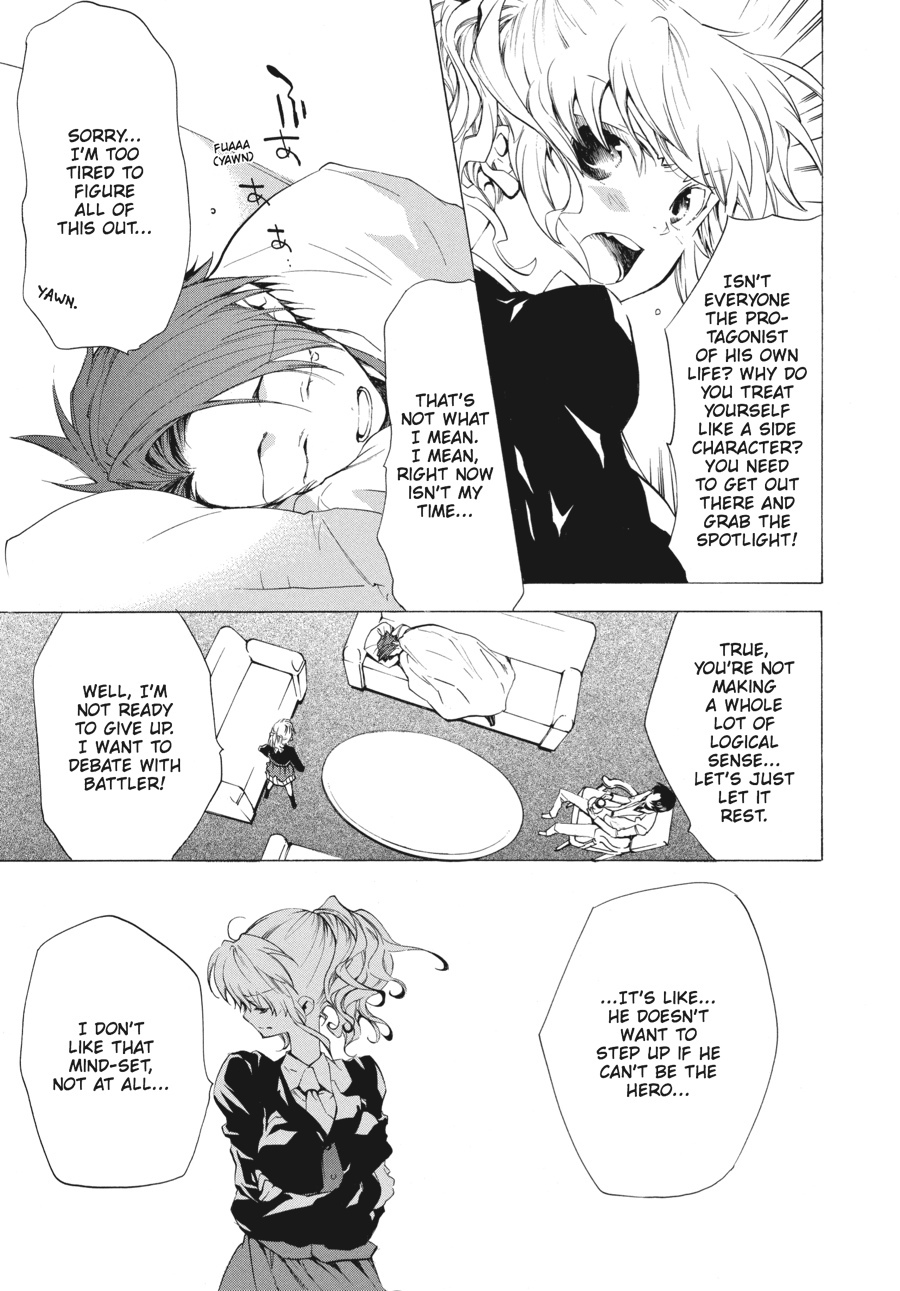 ISN'T
EVERYONE
THE PRO-
TAGONIST
OF HIS OWN
LIFE? WHY DO
YOU TREAT
YOURSELF
LIKE A SIDE
CHARACTER?
YOU NEED
TO GET OUT
THERE AND
GRAB THE
SPOTLIGHT!
THAT'S
NOT WHAT
I MEAN.
I MEAN,
RIGHT NOW
ISN'T MY
TIME...
あ
ぁ
ぁ...
FUAAA
(YAWN)
SORRY...
I'M TOO
TIRED TO
FIGURE
ALL OF
THIS OUT...
YAWN.
TRUE,
YOU'RE NOT
MAKING
A WHOLE
LOT OF
LOGICAL
SENSE...
LET'S JUST
LET IT
REST.
WELL, I'M
NOT READY
TO GIVE UP.
I WANT TO
DEBATE WITH
BATTLER!
...IT'S LIKE...
HE DOESN'T
WANT TO
STEP UP IF HE
CAN'T BE THE
HERO...
I DON'T
LIKE THAT
MIND-SET,
NOT AT ALL...